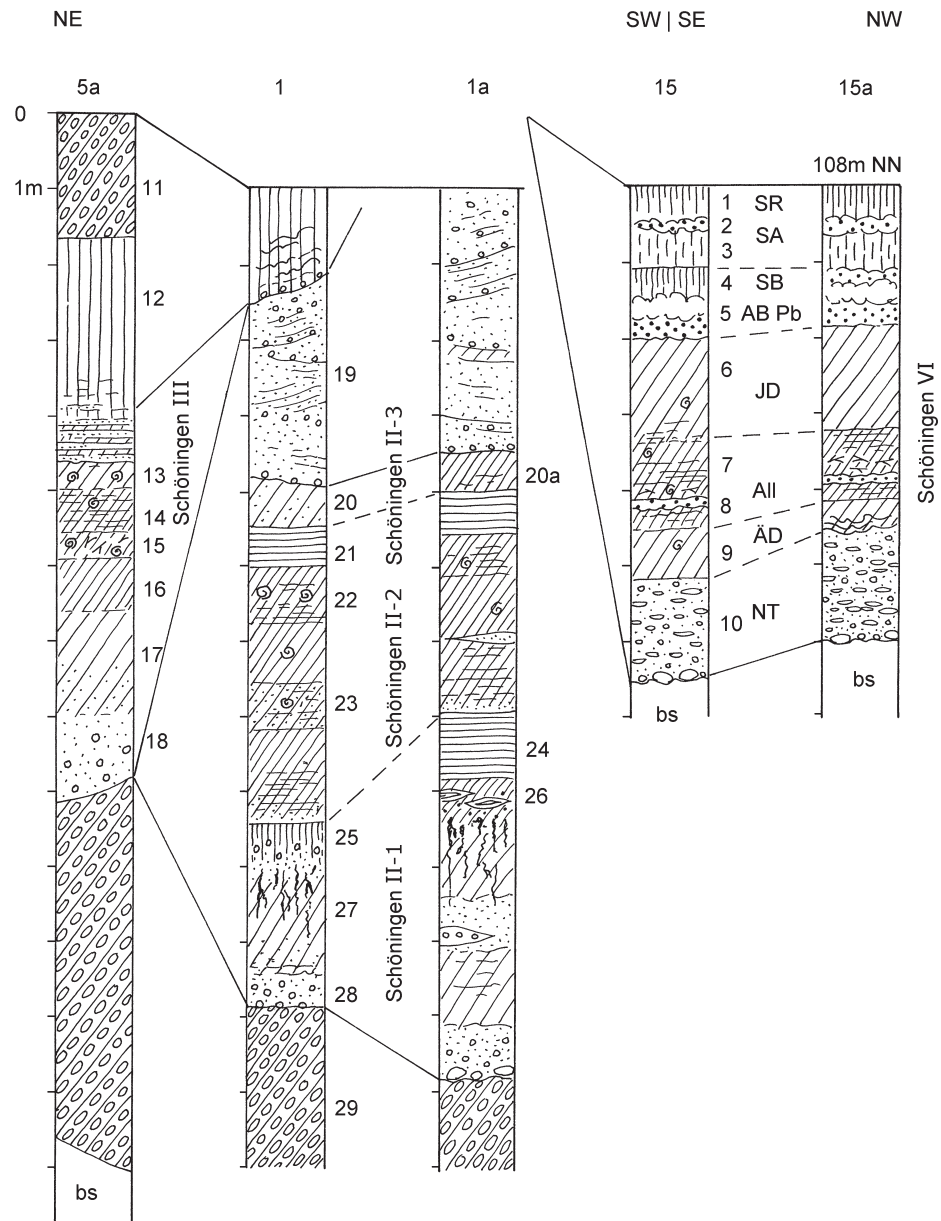 NE
SW | SE
NW
5a
1
1a
15
15a
0
1m
108m NN
11
12
13
14
15
16
17
18
bs
Schöningen III
19
20
21
22
23
25
27
28
29
Schöningen II-3
Schöningen II-2
Schöningen II-1
20a
24
26
1 SR
2
SA
3
4 SB
5 AB Pb
6
JD
7
All
8
ÄD
9
10 NT
bs
bs
Schöningen VI